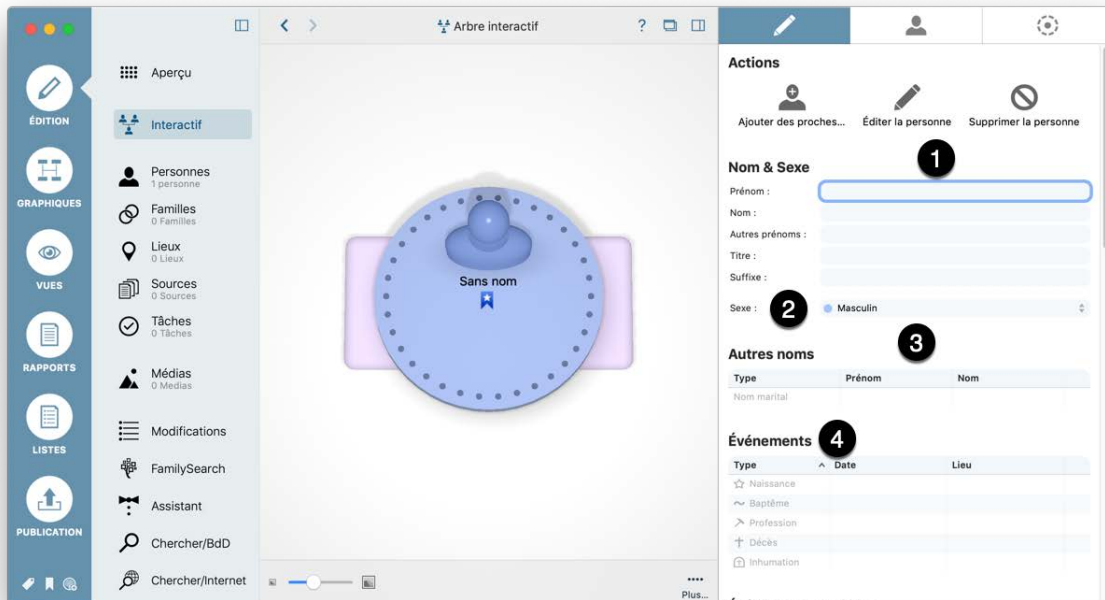 ÉDITION
GRAPHIQUES
VUES
RAPPORTS
LISTES
PUBLICATION
Aperçu
Interactif
Personnes
1 personne
Familles
0 Familles
Lieux
0 Lieux
Sources
0 Sources
Tâches
0 Tâches
Médias
0 Medias
Modifications
FamilySearch
Assistant
Chercher/BdD
Chercher/Internet
Arbre interactif
?
Sans nom
Plus...
Actions
Ajouter des proches... Éditer la personne Supprimer la personne
1
Nom & Sexe
Prénom :
Nom :
Autres prénoms :
Titre :
Suffixe :
Sexe : 2 Masculin
3
Autres noms
Type Prénom Nom
Nom marital
Événements 4
Type Date Lieu
Naissance
Baptême
Profession
Décès
Inhumation